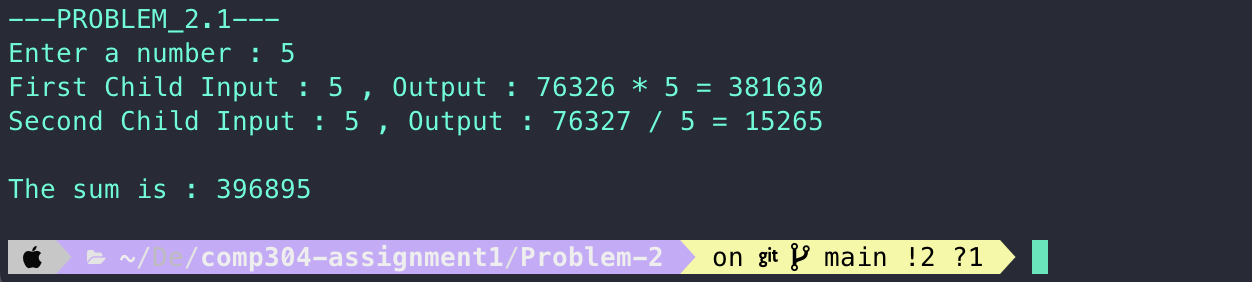 ---PROBLEM_2.1---
Enter a number : 5
First Child Input : 5 , Output : 76326 * 5 = 381630
Second Child Input : 5 , Output : 76327 / 5 = 15265
The sum is : 396895
~/De/comp304-assignment1/Problem-2 on git main !2 ?1